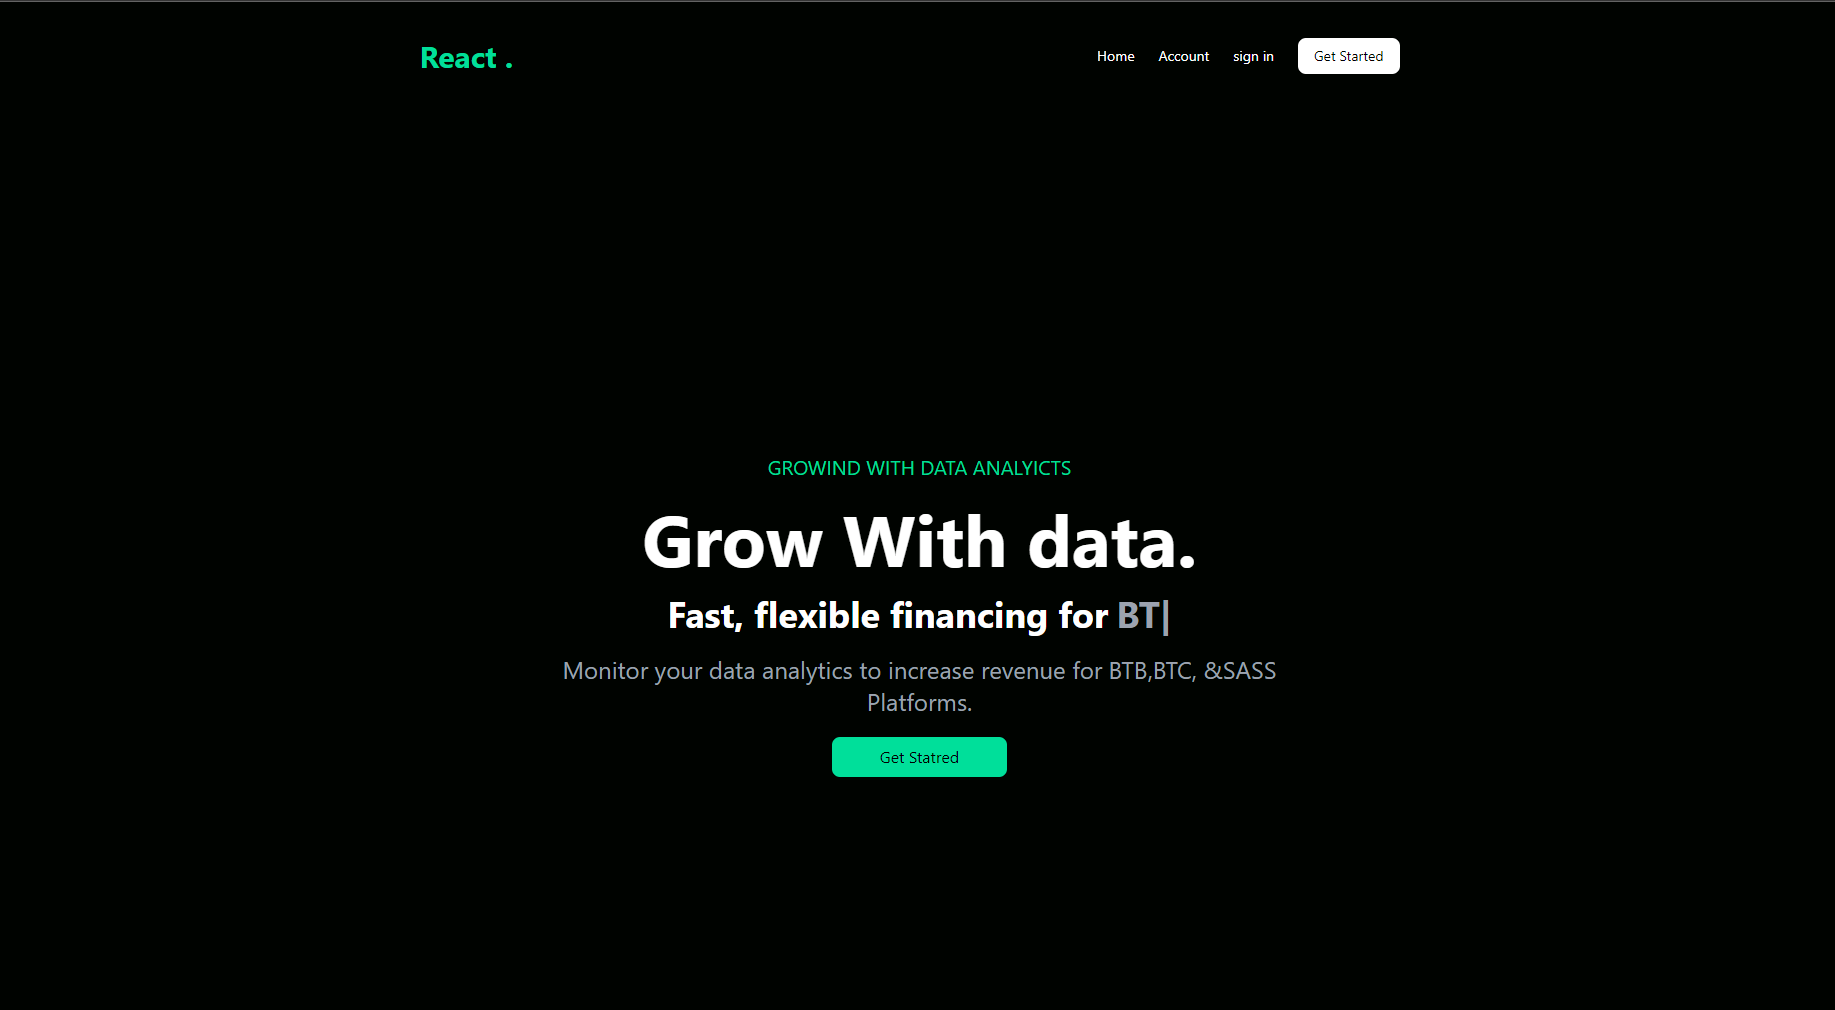 React .
Home Account sign in Get Started
GROWIND WITH DATA ANALYICTS
Grow With data.
Fast, flexible financing for BT|
Monitor your data analytics to increase revenue for BTB,BTC, &SASS
Platforms.
Get Statred